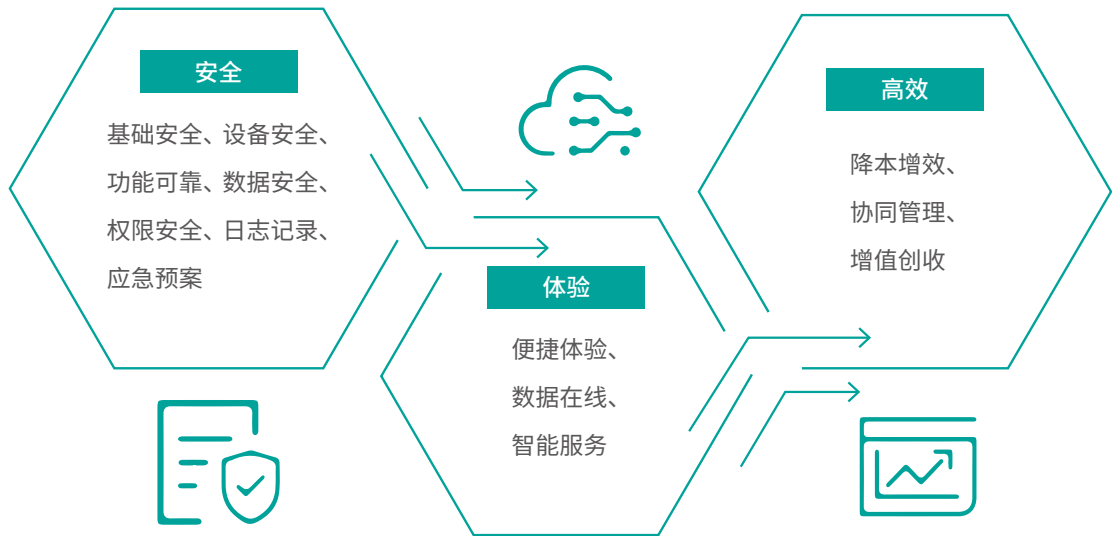 安全
基础安全、设备安全、
功能可靠、数据安全、
权限安全、日志记录、
应急预案
体验
便捷体验、
数据在线、
智能服务
高效
降本增效、
协同管理、
增值创收